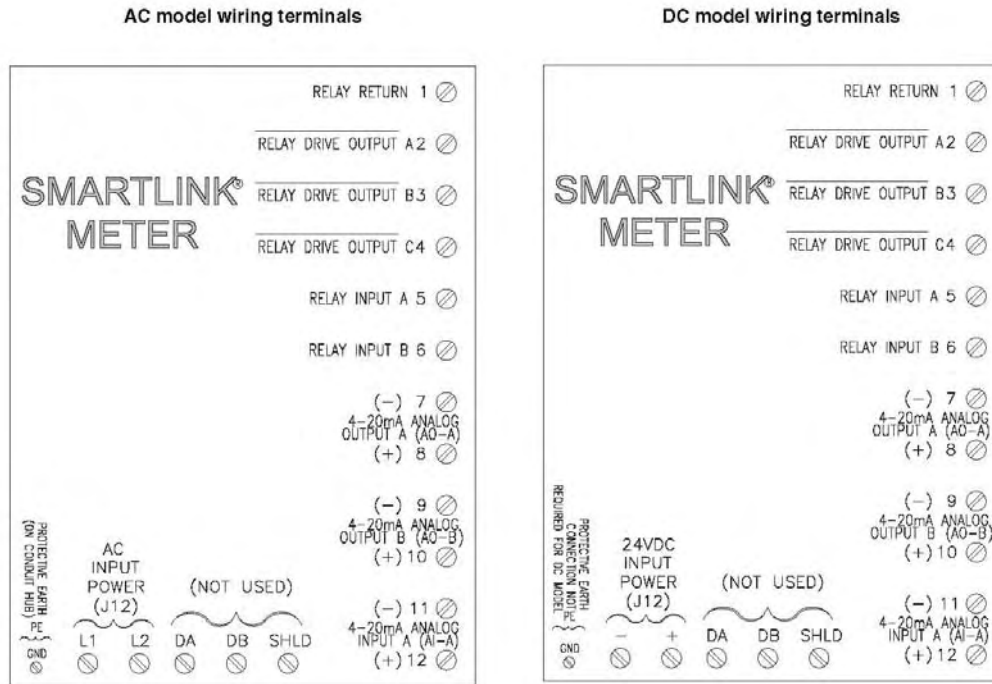 AC model wiring terminals
RELAY RETURN 1
RELAY DRIVE OUTPUT A2
RELAY DRIVE OUTPUT B3
RELAY DRIVE OUTPUT C4
SMARTLINK®
METER
RELAY INPUT A 5
RELAY INPUT B 6
(-) 7
4-20mA ANALOG
OUTPUT A (AO-A)
(+) 8
(-) 9
4-20mA ANALOG
OUTPUT B (AO-B)
(+) 10
(-) 11
4-20mA ANALOG
INPUT A (AI-A)
(+) 12
PROTECTIVE EARTH
(ON CONDUIT HUB)
PE
GND
AC
INPUT
POWER
(J12)
L1 L2
(NOT USED)
DA DB SHLD
DC model wiring terminals
RELAY RETURN 1
RELAY DRIVE OUTPUT A2
RELAY DRIVE OUTPUT B3
RELAY DRIVE OUTPUT C4
SMARTLINK®
METER
RELAY INPUT A 5
RELAY INPUT B 6
(-) 7
4-20mA ANALOG
OUTPUT A (AO-A)
(+) 8
(-) 9
4-20mA ANALOG
OUTPUT B (AO-B)
(+) 10
(-) 11
4-20mA ANALOG
INPUT A (AI-A)
(+) 12
PROTECTIVE EARTH
CONNECTION NOT
REQUIRED FOR DC MODEL
PE
GND
24VDC
INPUT
POWER
(J12)
- +
(NOT USED)
DA DB SHLD